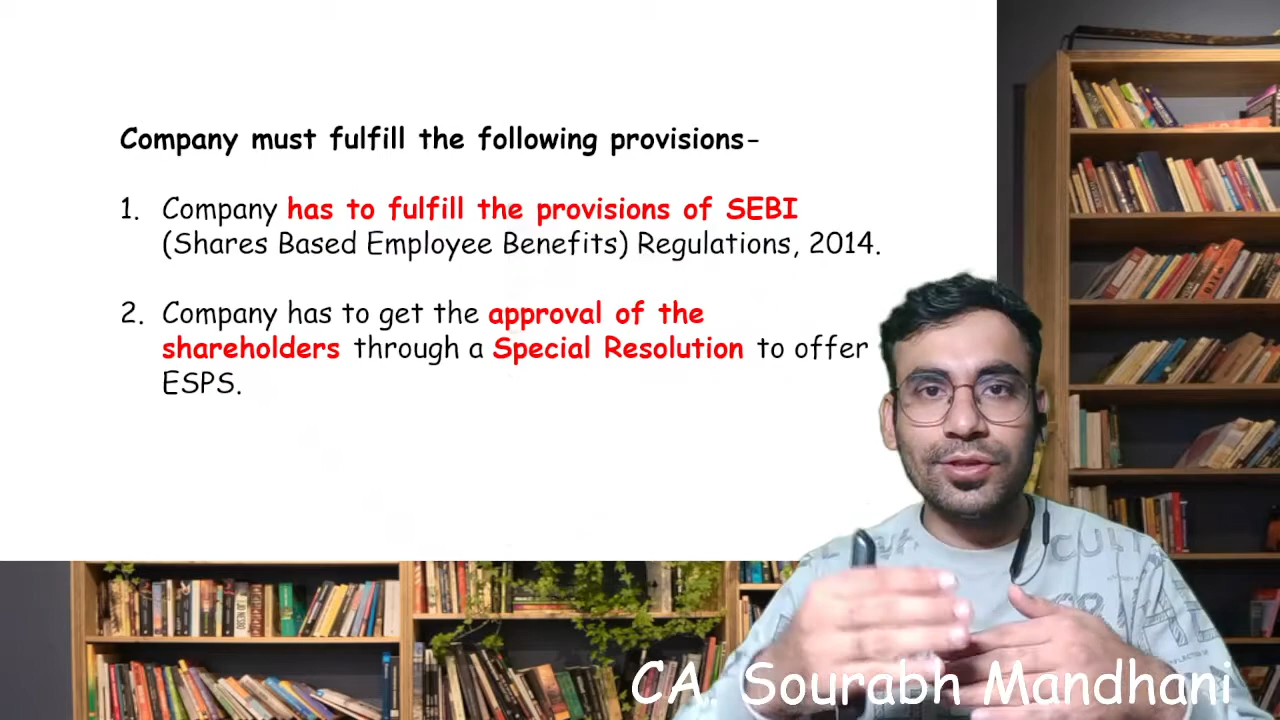 Company must fulfill the following provisions-
1. Company has to fulfill the provisions of SEBI
(Shares Based Employee Benefits) Regulations, 2014.
2. Company has to get the approval of the
shareholders through a Special Resolution to offer
ESPS.
CA. Sourabh Mandhani